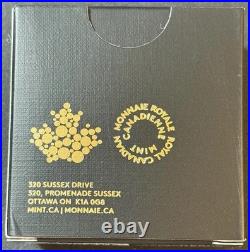 MONNAIE ROYALE CANADIENNE
ROYAL CANADIAN MINT
320 SUSSEX DRIVE
320, PROMENADE SUSSEX
OTTAWA ON K1A 0G8
MINT.CA | MONNAIE.CA